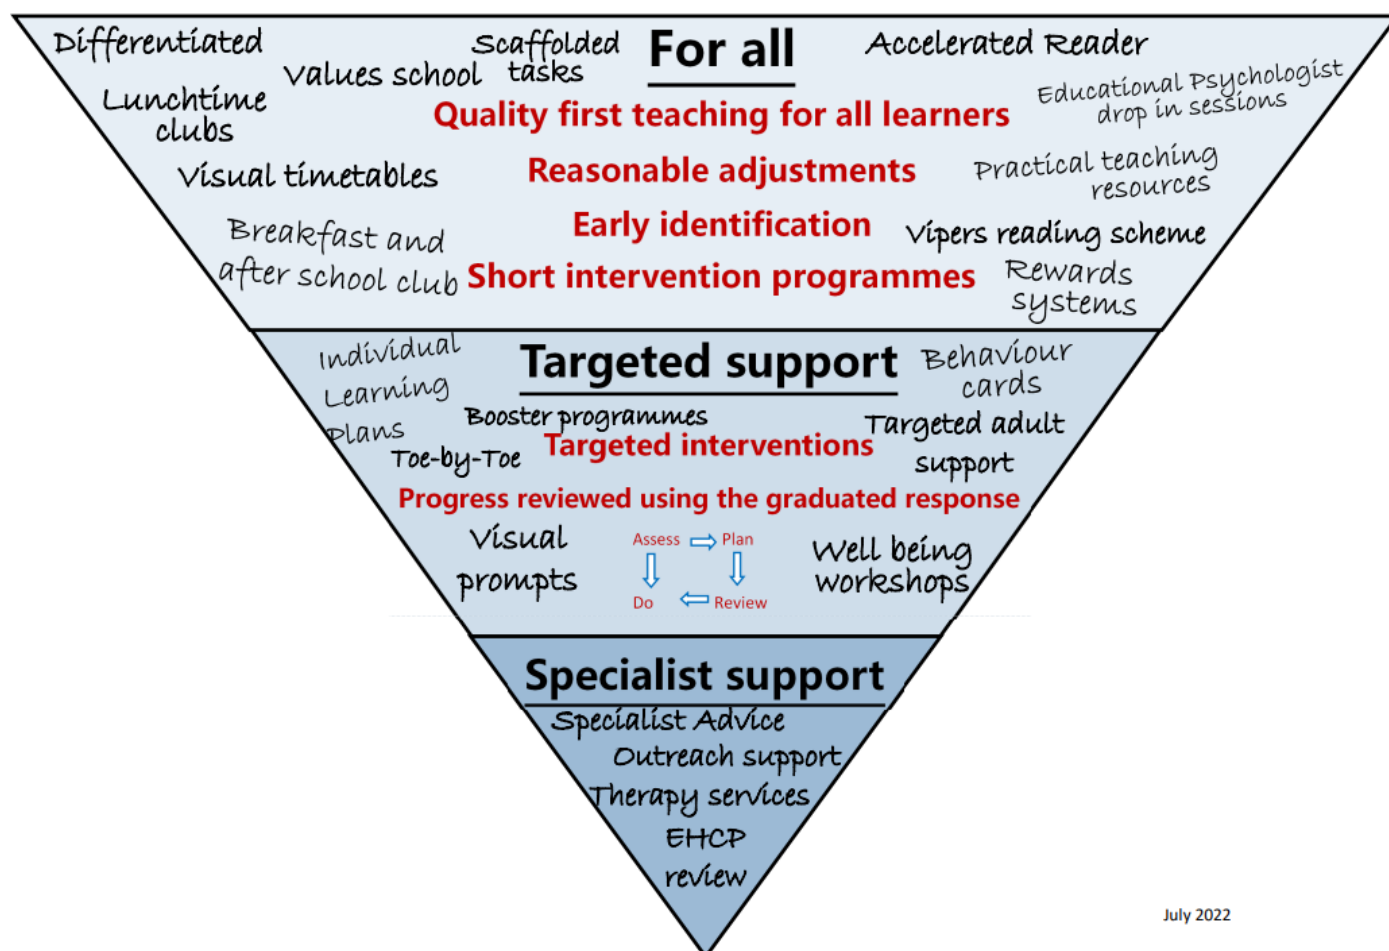 For all
Differentiated
Scaffolded
tasks
Accelerated Reader
Values school
Educational Psychologist
drop in sessions
Lunchtime
clubs
Quality first teaching for all learners
Visual timetables
Reasonable adjustments
Practical teaching
resources
Early identification
Breakfast and
after school club
Vipers reading scheme
Short intervention programmes
Rewards
systems
Targeted support
Individual
Learning
Plans
Behaviour
cards
Booster programmes
Targeted adult
support
Toe-by-Toe
Targeted interventions
Progress reviewed using the graduated response
Visual
prompts
Assess
Plan
Do
Review
Well being
workshops
Specialist support
Specialist Advice
Outreach support
Therapy services
EHCP
review
July 2022